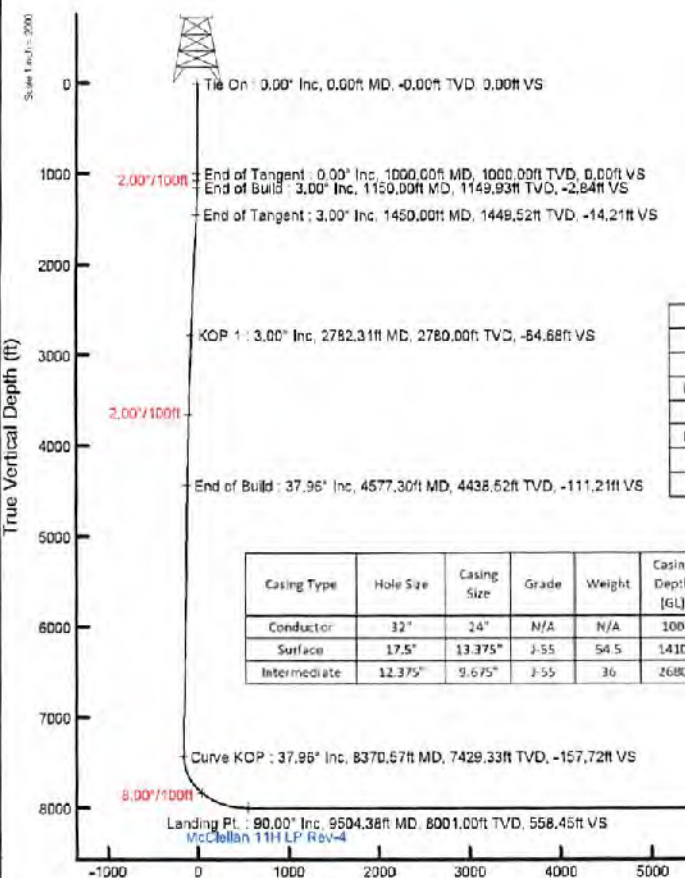 Scale 1 inch = 2000
0
Tie On : 0.00° Inc, 0.00ft MD, -0.00ft TVD, 0.00ft VS
1000
End of Tangent : 0.00° Inc, 1000.00ft MD, 1000.00ft TVD, 0.00ft VS
2.00°/100ft
End of Build : 3.00° Inc, 1150.00ft MD, 1149.93ft TVD, -2.84ft VS
End of Tangent : 3.00° Inc, 1450.00ft MD, 1449.52ft TVD, -14.21ft VS
2000
KOP 1 : 3.00° Inc, 2782.31ft MD, 2780.00ft TVD, -64.68ft VS
3000
True Vertical Depth (ft)
2.00°/100ft
4000
End of Build : 37.96° Inc, 4577.30ft MD, 4438.52ft TVD, -111.21ft VS
5000
Casing Type Hole Size Casing Size Grade Weight Casin Depth (GL)
Conductor 32" 24" N/A N/A 100
Surface 17.5" 13.375" J-55 54.5 1410
Intermediate 12.375" 9.675" J-55 36 2680
6000
7000
Curve KOP : 37.96° Inc, 8370.57ft MD, 7429.33ft TVD, -157.72ft VS
8.00°/100ft
8000
Landing Pt. : 90.00° Inc, 9504.38ft MD, 8001.00ft TVD, 558.45ft VS
McClellan 11H LP Rev-4
-1000 0 1000 2000 3000 4000 5000